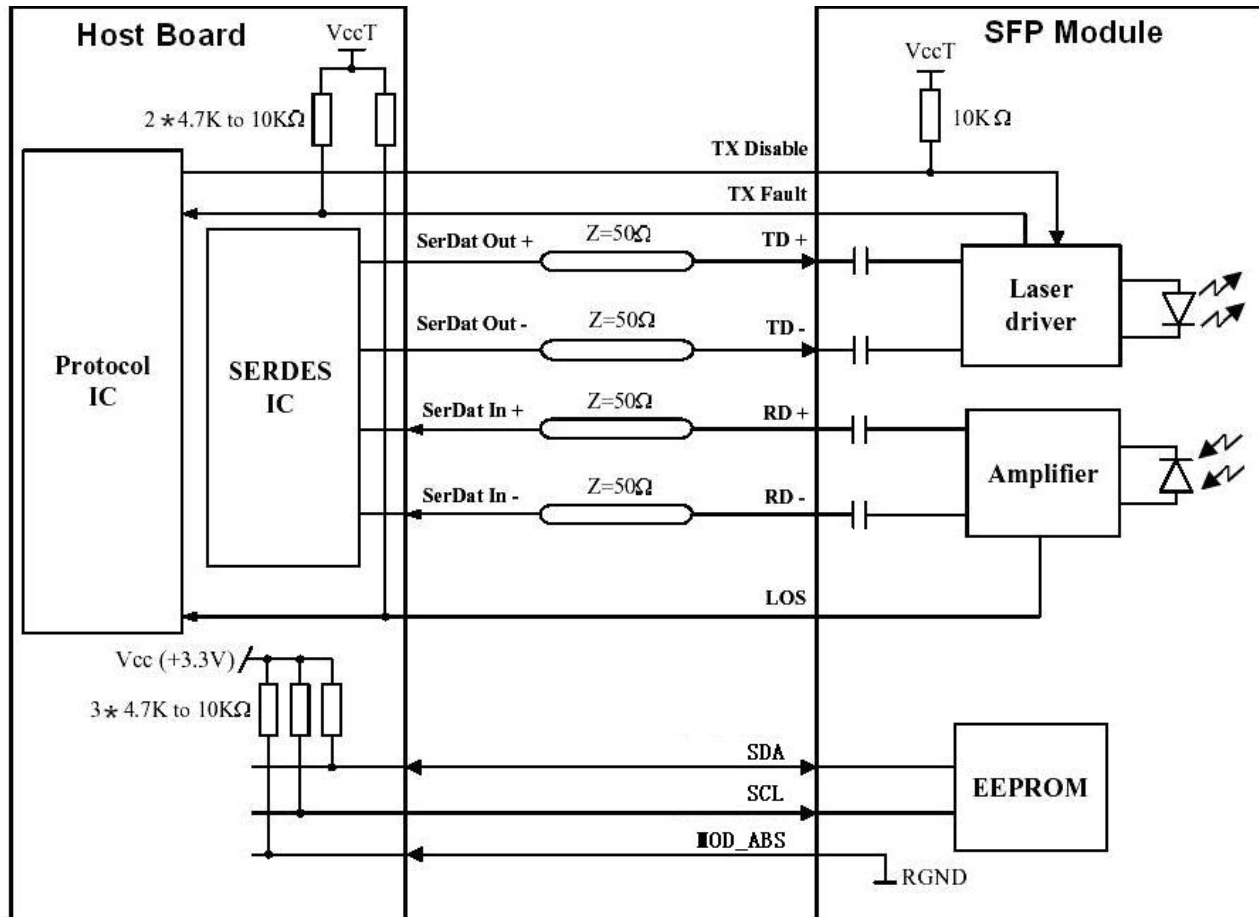 Host Board
SFP Module
VccT
VccT
2*4.7K to 10KΩ
10KΩ
TX Disable
TX Fault
SerDat Out +
Z=50Ω
TD +
Laser
driver
SerDat Out -
Z=50Ω
TD -
Protocol
IC
SERDES
IC
SerDat In +
Z=50Ω
RD +
Amplifier
SerDat In -
Z=50Ω
RD -
LOS
Vcc (+3.3V)
3*4.7K to 10KΩ
SDA
SCL
EEPROM
MOD_ABS
RGND